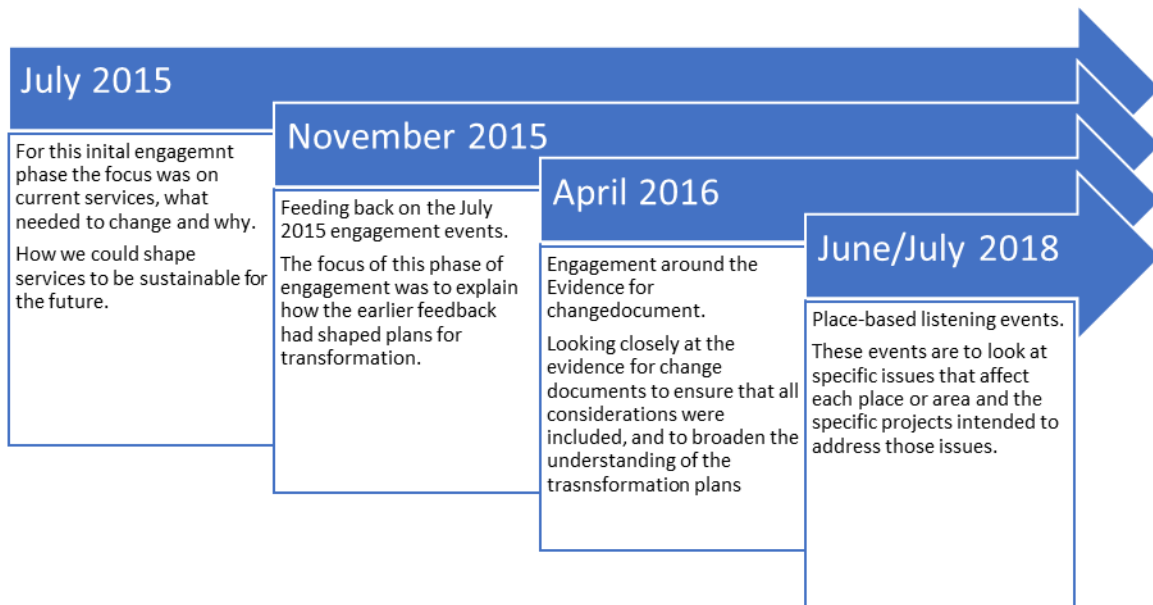 July 2015
For this inital engagemnt
phase the focus was on
current services, what
needed to change and why.
How we could shape
services to be sustainable for
the future.
November 2015
Feeding back on the July
2015 engagement events.
The focus of this phase of
engagement was to explain
how the earlier feedback
had shaped plans for
transformation.
April 2016
Engagement around the
Evidence for
changedocument.
Looking closely at the
evidence for change
documents to ensure that all
considerations were
included, and to broaden the
understanding of the
trasnsformation plans
June/July 2018
Place-based listening events.
These events are to look at
specific issues that affect
each place or area and the
specific projects intended to
address those issues.